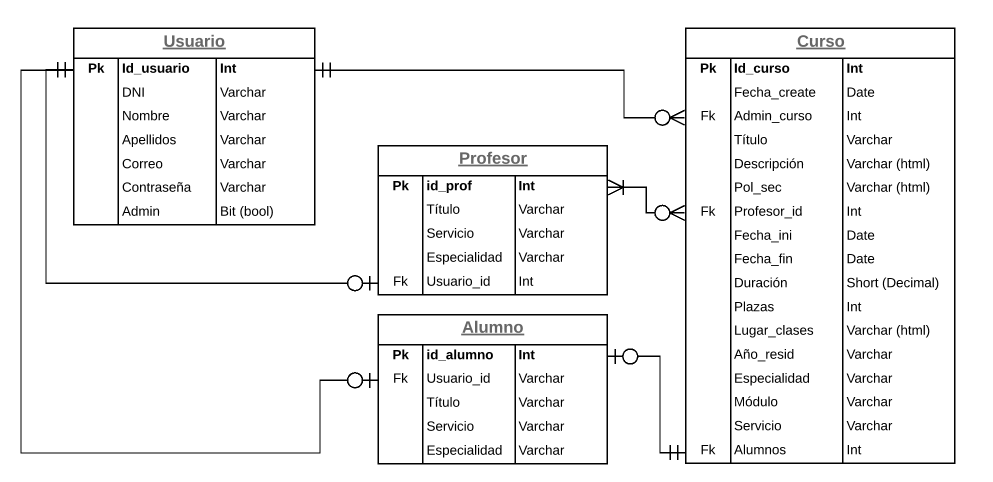 Usuario
Pk Id_usuario Int
DNI Varchar
Nombre Varchar
Apellidos Varchar
Correo Varchar
Contraseña Varchar
Admin Bit (bool)
Profesor
Pk id_prof Int
Título Varchar
Servicio Varchar
Especialidad Varchar
Fk Usuario_id Int
Alumno
Pk id_alumno Int
Fk Usuario_id Varchar
Título Varchar
Servicio Varchar
Especialidad Varchar
Curso
Pk Id_curso Int
Fecha_create Date
Fk Admin_curso Int
Título Varchar
Descripción Varchar (html)
Pol_sec Varchar (html)
Fk Profesor_id Int
Fecha_ini Date
Fecha_fin Date
Duración Short (Decimal)
Plazas Int
Lugar_clases Varchar (html)
Año_resid Varchar
Especialidad Varchar
Módulo Varchar
Servicio Varchar
Fk Alumnos Int